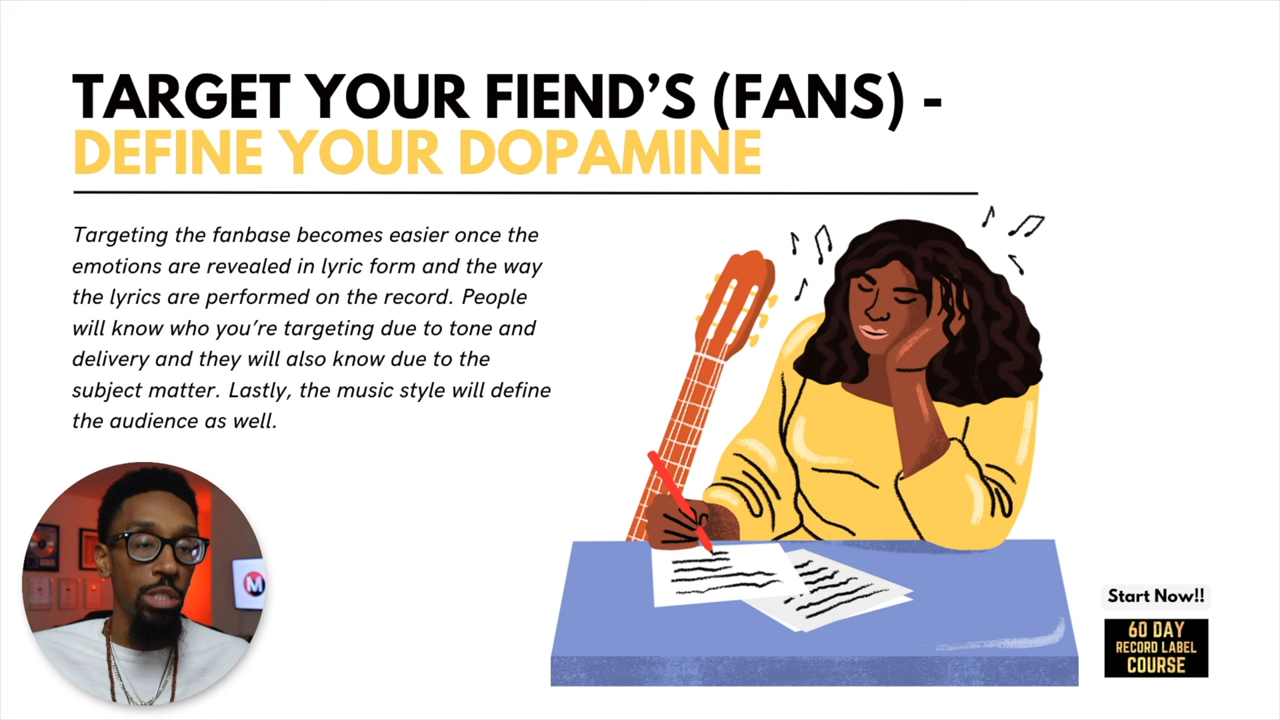 TARGET YOUR FIEND’S (FANS) -
DEFINE YOUR DOPAMINE
Targeting the fanbase becomes easier once the
emotions are revealed in lyric form and the way
the lyrics are performed on the record. People
will know who you’re targeting due to tone and
delivery and they will also know due to the
subject matter. Lastly, the music style will define
the audience as well.
M
Start Now!!
60 DAY
RECORD LABEL
COURSE